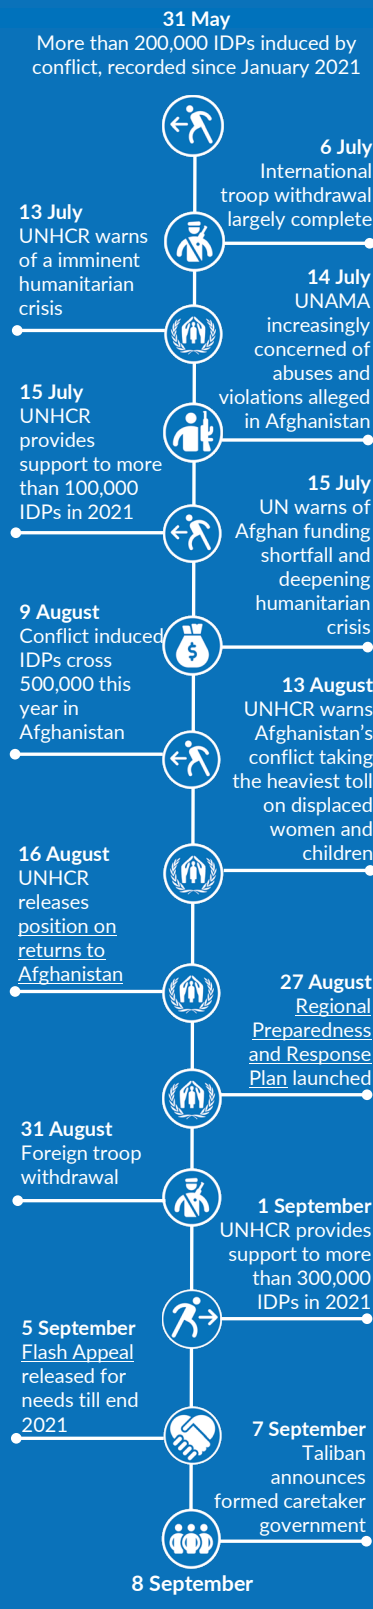 31 May
More than 200,000 IDPs induced by
conflict, recorded since January 2021
6 July
International
troop withdrawal
largely complete
13 July
UNHCR warns
of a imminent
humanitarian
crisis
14 July
UNAMA
increasingly
concerned of
abuses and
violations alleged
in Afghanistan
15 July
UNHCR
provides
support to more
than 100,000
IDPs in 2021
15 July
UN warns of
Afghan funding
shortfall and
deepening
humanitarian
crisis
9 August
Conflict induced
IDPs cross
500,000 this
year in
Afghanistan
13 August
UNHCR warns
Afghanistan's
conflict taking
the heaviest toll
on displaced
women and
children
16 August
UNHCR
releases
position on
returns to
Afghanistan
27 August
Regional
Preparedness
and Response
Plan launched
31 August
Foreign troop
withdrawal
1 September
UNHCR provides
support to more
than 300,000
IDPs in 2021
5 September
Flash Appeal
released for
needs till end
2021
7 September
Taliban
announces
formed caretaker
government
8 September